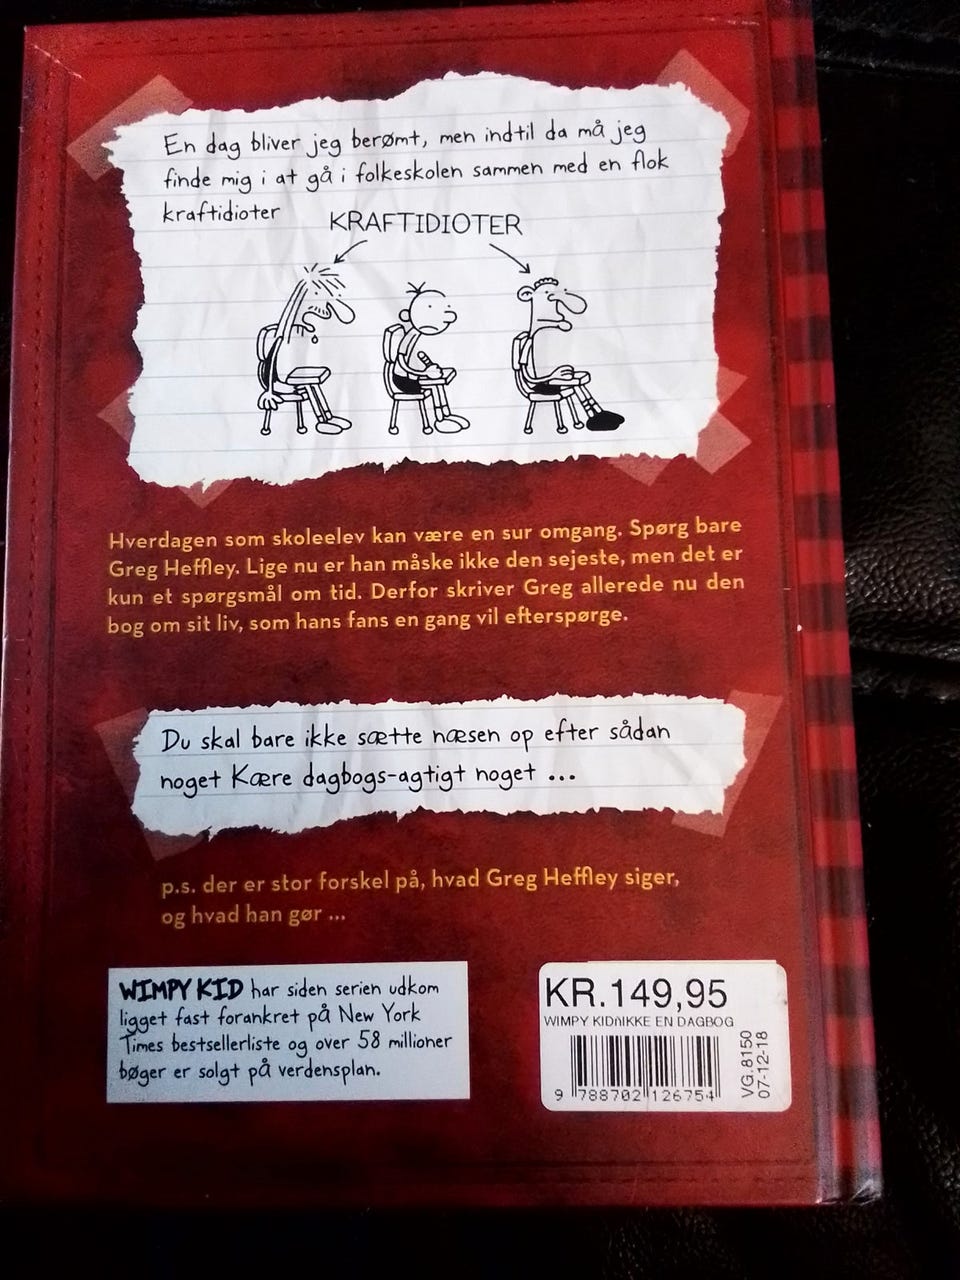 En dag bliver jeg berømt, men indtil da må jeg
finde mig i at gå i folkeskolen sammen med en flok
kraftidioter
KRAFTIDIOTER
Hverdagen som skoleelev kan være en sur omgang. Spørg bare
Greg Heffley. Lige nu er han måske ikke den sejeste, men det er
kun et spørgsmål om tid. Derfor skriver Greg allerede nu den
bog om sit liv, som hans fans en gang vil efterspørge.
Du skal bare ikke sætte næsen op efter sådan
noget Kære dagbogs-agtigt noget ...
p.s. der er stor forskel på, hvad Greg Heffley siger,
og hvad han gør ...
WIMPY KID har siden serien udkom
ligget fast forankret på New York
Times bestsellerliste og over 58 millioner
bøger er solgt på verdensplan.
KR.149,95
WIMPY KID/IKKE EN DAGBOG
9 788702 126754
VG.8150
07-12-18